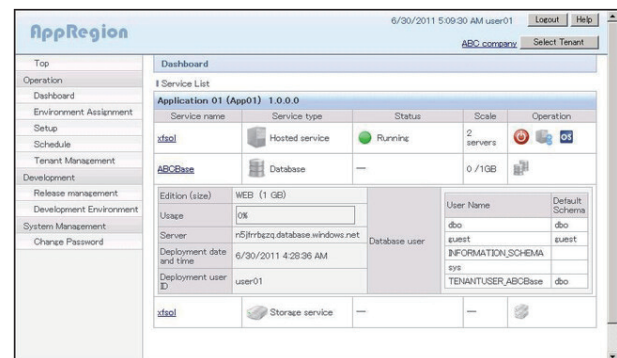 AppRegion
6/30/2011 5:09:30 AM user01 Logout Help
ABC company Select Tenant
Top
Operation
Dashboard
Environment Assignment
Setup
Schedule
Tenant Management
Development
Release management
Development Environment
System Management
Change Password
Dashboard
Service List
Application 01 (App01) 1.0.0.0
Service name Service type Status Scale Operation
xfsol Hosted service Running 2 servers OS
ABCBase Database — 0 /1GB
Edition (size) WEB (1 GB)
Usage 0%
Server n5jfrrbgzq.database.windows.net
Deployment date and time 6/30/2011 4:28:36 AM
Deployment user ID user01
Database user
User Name Default Schema
dbo dbo
guest guest
INFORMATION_SCHEMA
sys
TENANTUSER_ABCBase dbo
xfsol Storage service — —